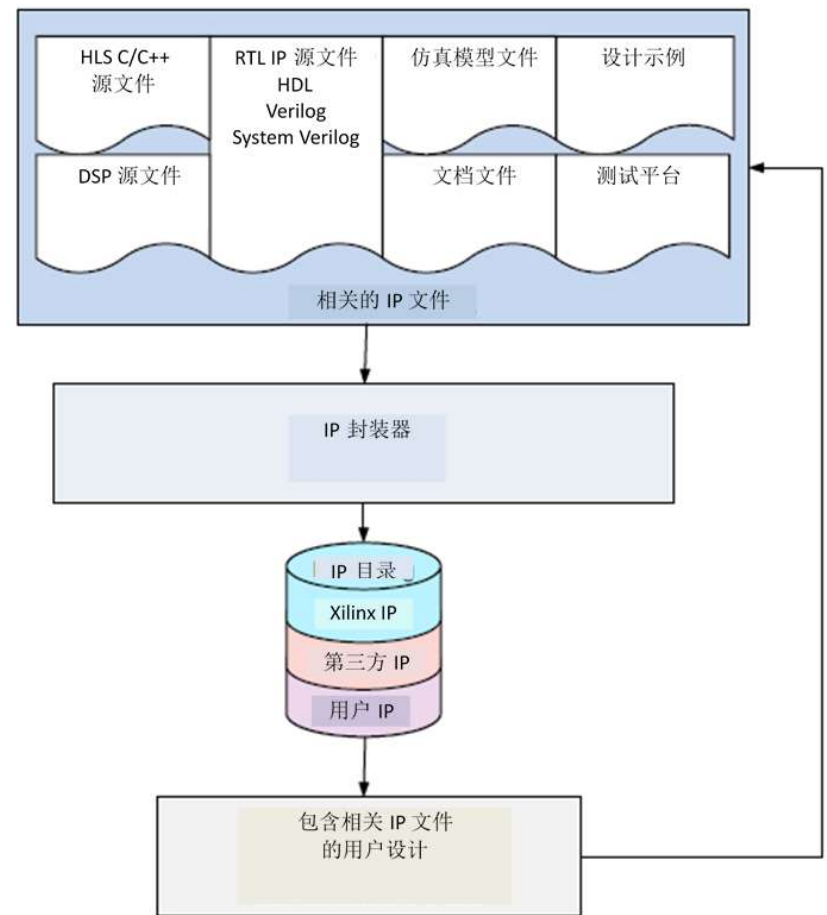 HLS C/C++
源文件
RTL IP 源文件
HDL
Verilog
System Verilog
仿真模型文件
设计示例
DSP 源文件
文档文件
测试平台
相关的 IP 文件
IP 封装器
IP 目录
Xilinx IP
第三方 IP
用户 IP
包含相关 IP 文件
的用户设计